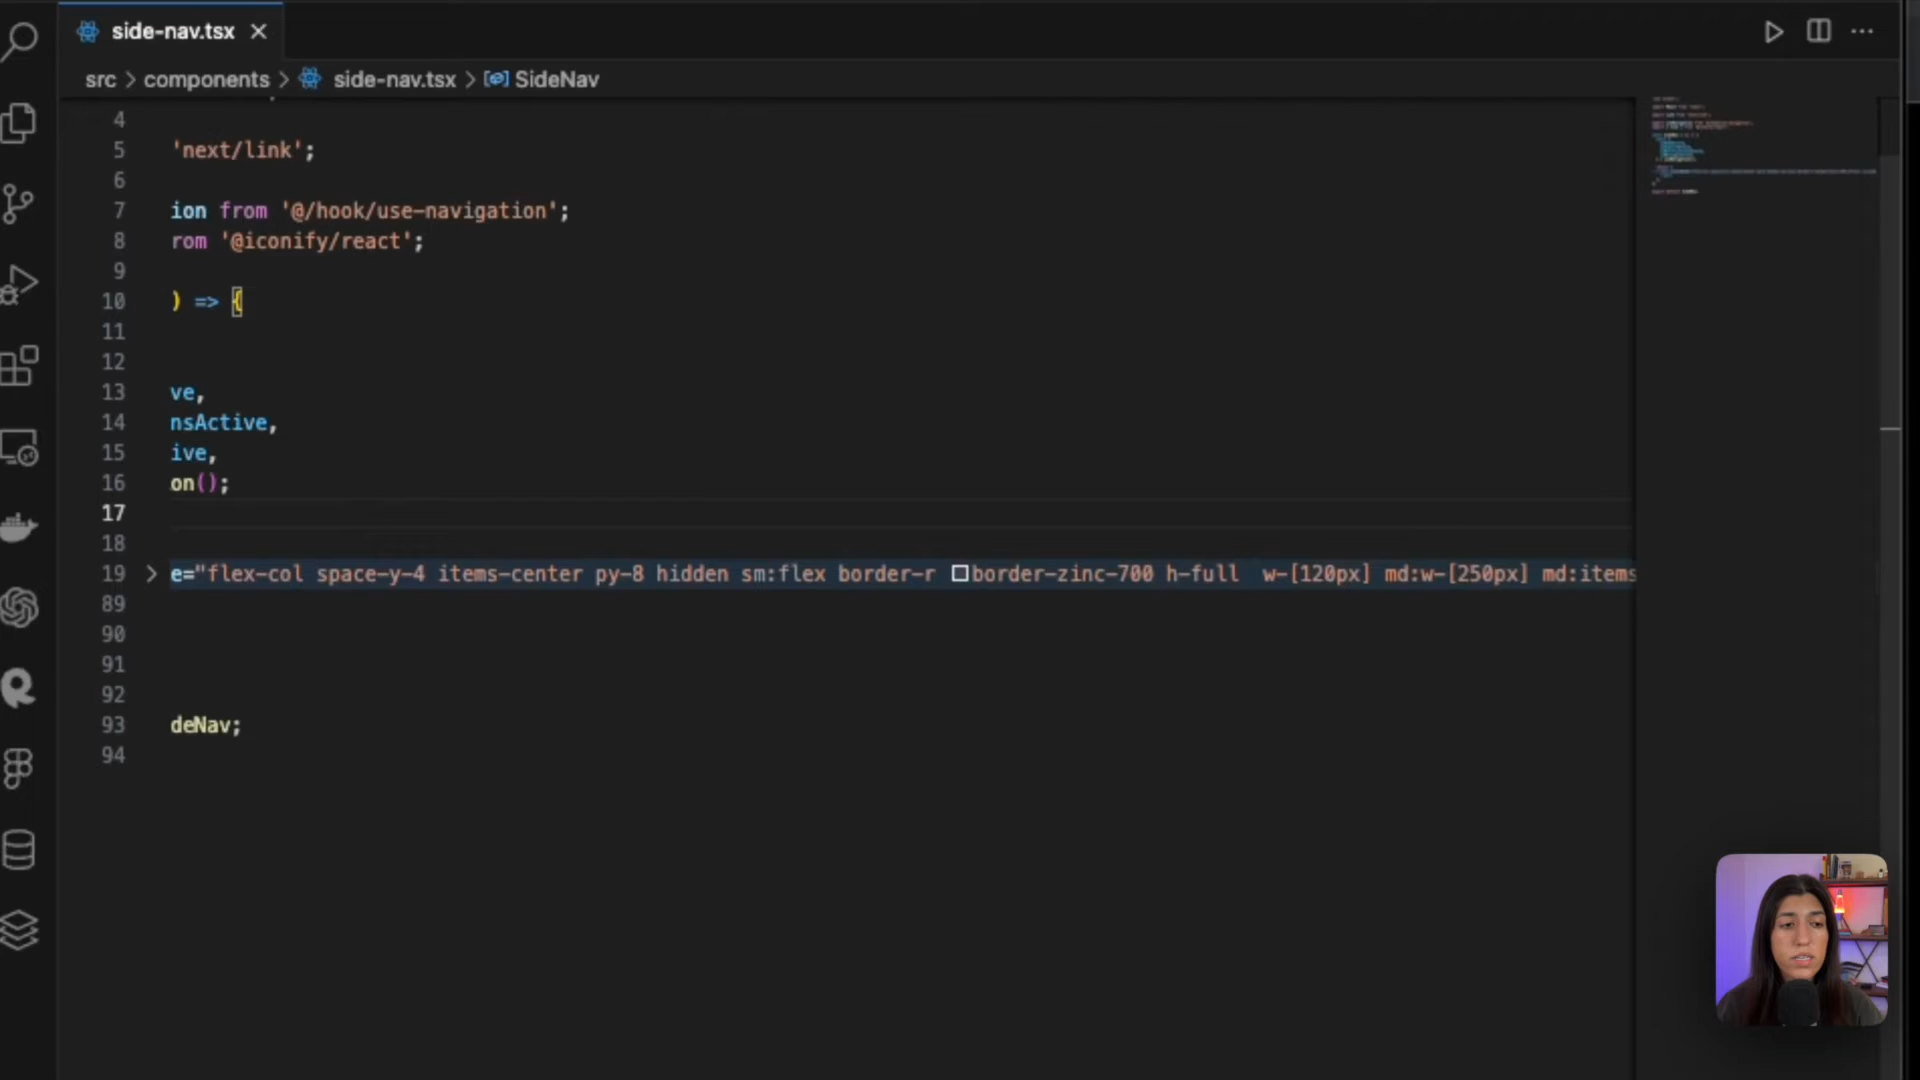 side-nav.tsx
src > components > side-nav.tsx > SideNav
4
5 'next/link';
6
7 ion from '@/hook/use-navigation';
8 rom '@iconify/react';
9
10 ) => {
11
12
13 ve,
14 nsActive,
15 ive,
16 on();
17
18
19 e="flex-col space-y-4 items-center py-8 hidden sm:flex border-r border-zinc-700 h-full w-[120px] md:w-[250px] md:items
89
90
91
92
93 deNav;
94